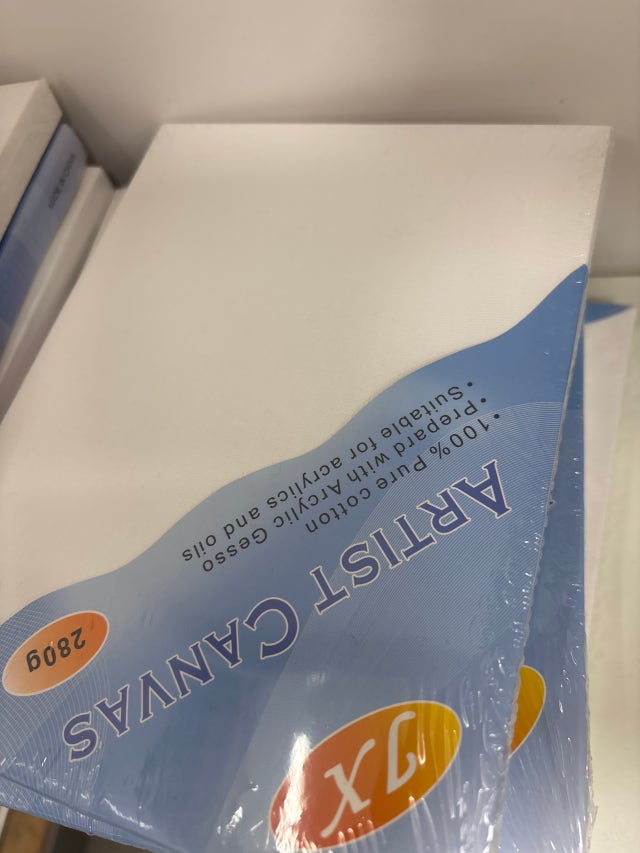 JX
ARTIST CANVAS
• 100% Pure cotton
• Prepard with Arcylic Gesso
• Suitable for acrylics and oils
280g